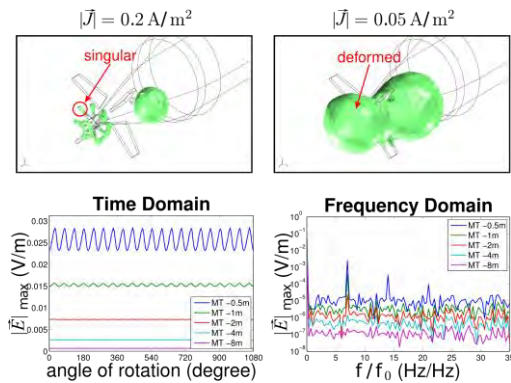 |J⃗| = 0.2 A/m² |J⃗| = 0.05 A/m²
singular
deformed
Time Domain
Frequency Domain
|E⃗| max (V/m)
0.031
0.025
0.02
0.015
0.01
0.005
0
0 180 360 540 720 900 1080
angle of rotation (degree)
MT −0.5m
MT −1m
MT −2m
MT −4m
MT −8m
|E⃗| max (V/m)
10⁰
10⁻¹
10⁻²
10⁻³
10⁻⁴
10⁻⁵
10⁻⁶
10⁻⁷
10⁻⁸
0 5 10 15 20 25 30 35
f / f₀ (Hz/Hz)
MT −0.5m
MT −1m
MT −2m
MT −4m
MT −8m